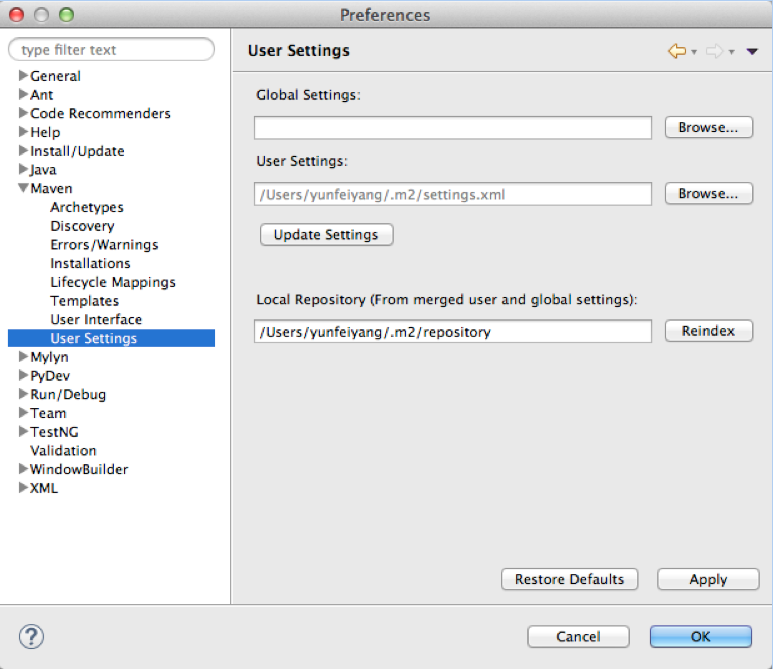 Preferences
type filter text
General
Ant
Code Recommenders
Help
Install/Update
Java
Maven
Archetypes
Discovery
Errors/Warnings
Installations
Lifecycle Mappings
Templates
User Interface
User Settings
Mylyn
PyDev
Run/Debug
Team
TestNG
Validation
WindowBuilder
XML
User Settings
Global Settings:
Browse...
User Settings:
/Users/yunfeiyang/.m2/settings.xml
Browse...
Update Settings
Local Repository (From merged user and global settings):
/Users/yunfeiyang/.m2/repository
Reindex
Restore Defaults
Apply
?
Cancel
OK